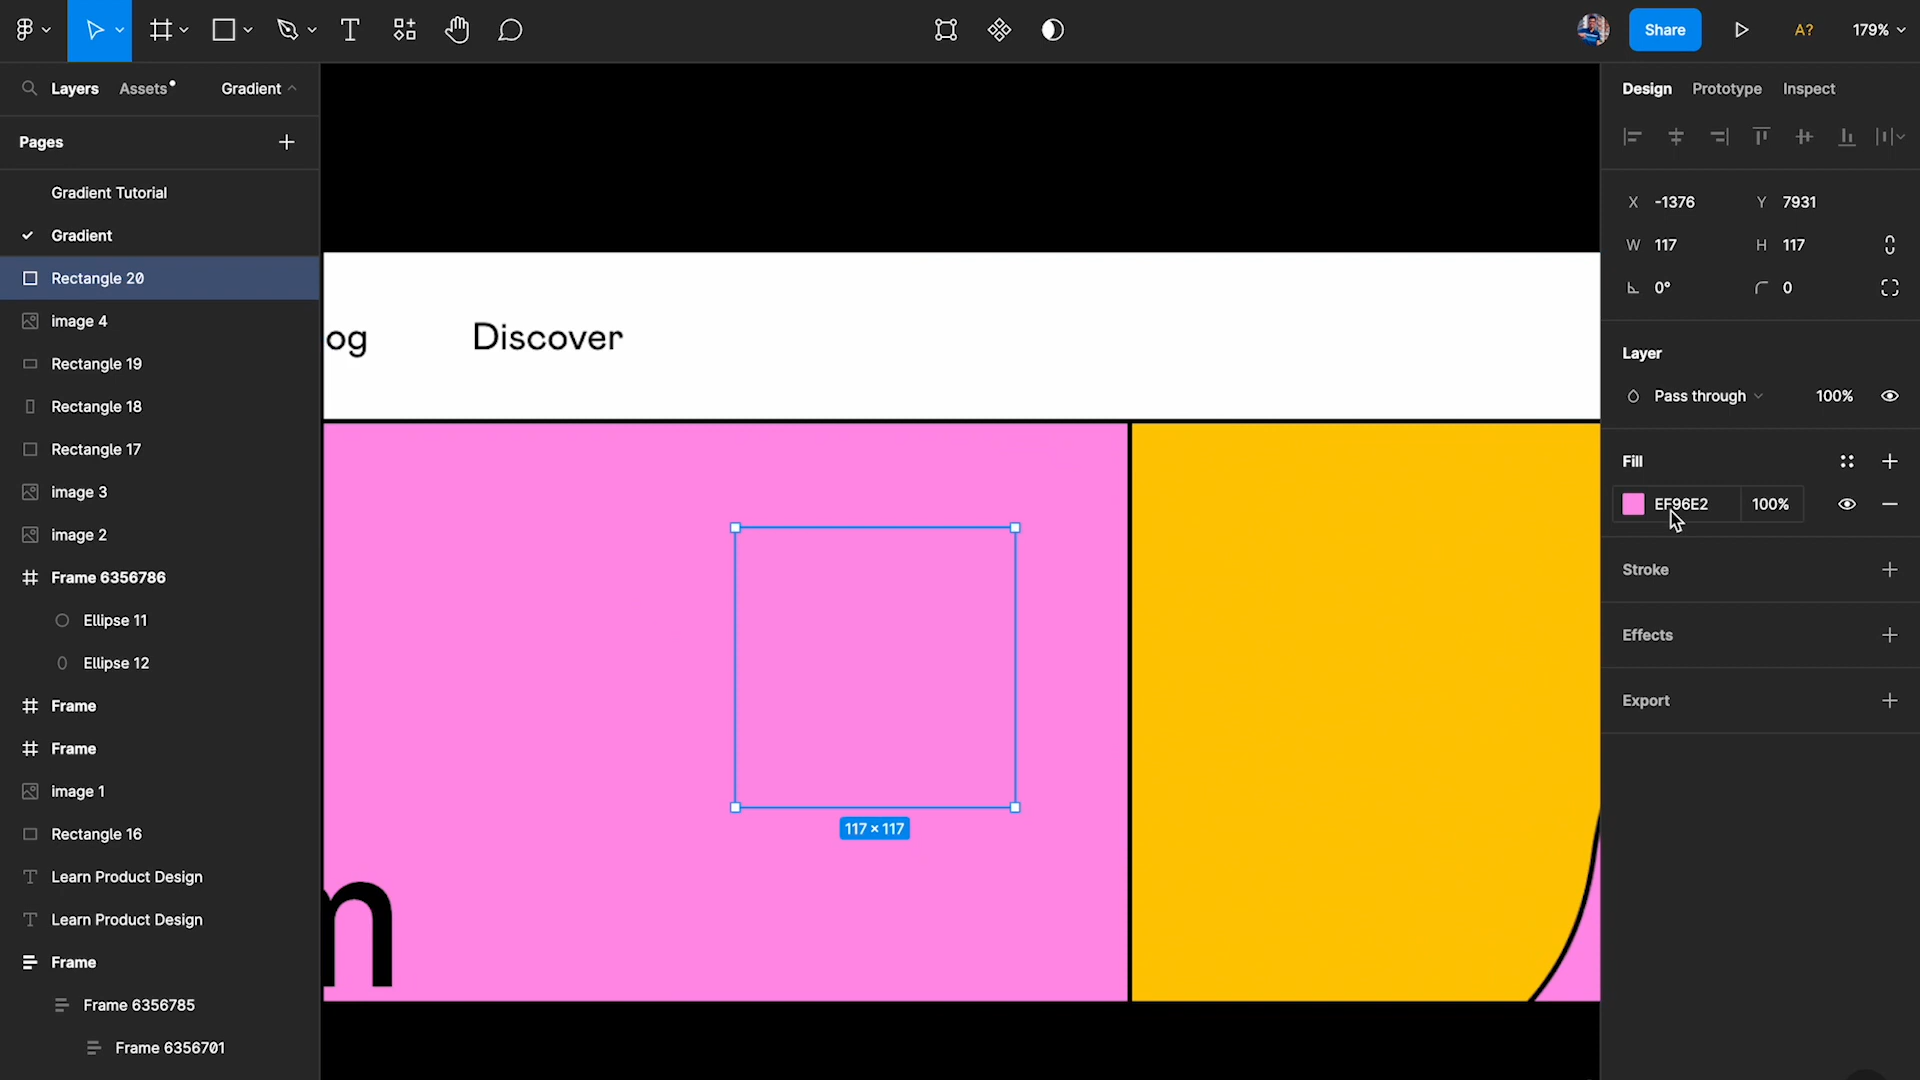 Share
A?
179%
Layers
Assets
Gradient
Design
Prototype
Inspect
Pages
Gradient Tutorial
Gradient
Rectangle 20
image 4
Rectangle 19
Rectangle 18
Rectangle 17
image 3
image 2
Frame 6356786
Ellipse 11
Ellipse 12
Frame
Frame
image 1
Rectangle 16
Learn Product Design
Learn Product Design
Frame
Frame 6356785
Frame 6356701
og
Discover
117 × 117
m
X -1376
Y 7931
W 117
H 117
0°
0
Layer
Pass through
100%
Fill
EF96E2
100%
Stroke
Effects
Export